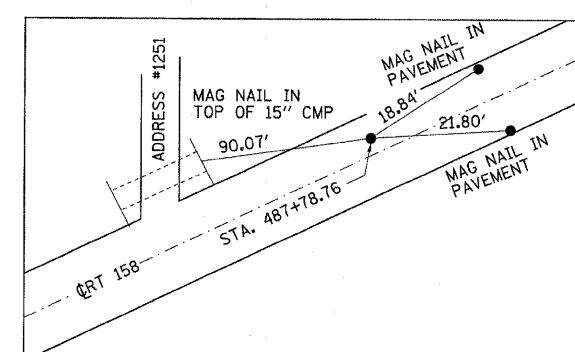 MAG NAIL IN
PAVEMENT
ADDRESS #1251
MAG NAIL IN
TOP OF 15" CMP
18.84'
21.80'
90.07'
MAG NAIL IN
PAVEMENT
STA. 487+78.76
℄ RT 158